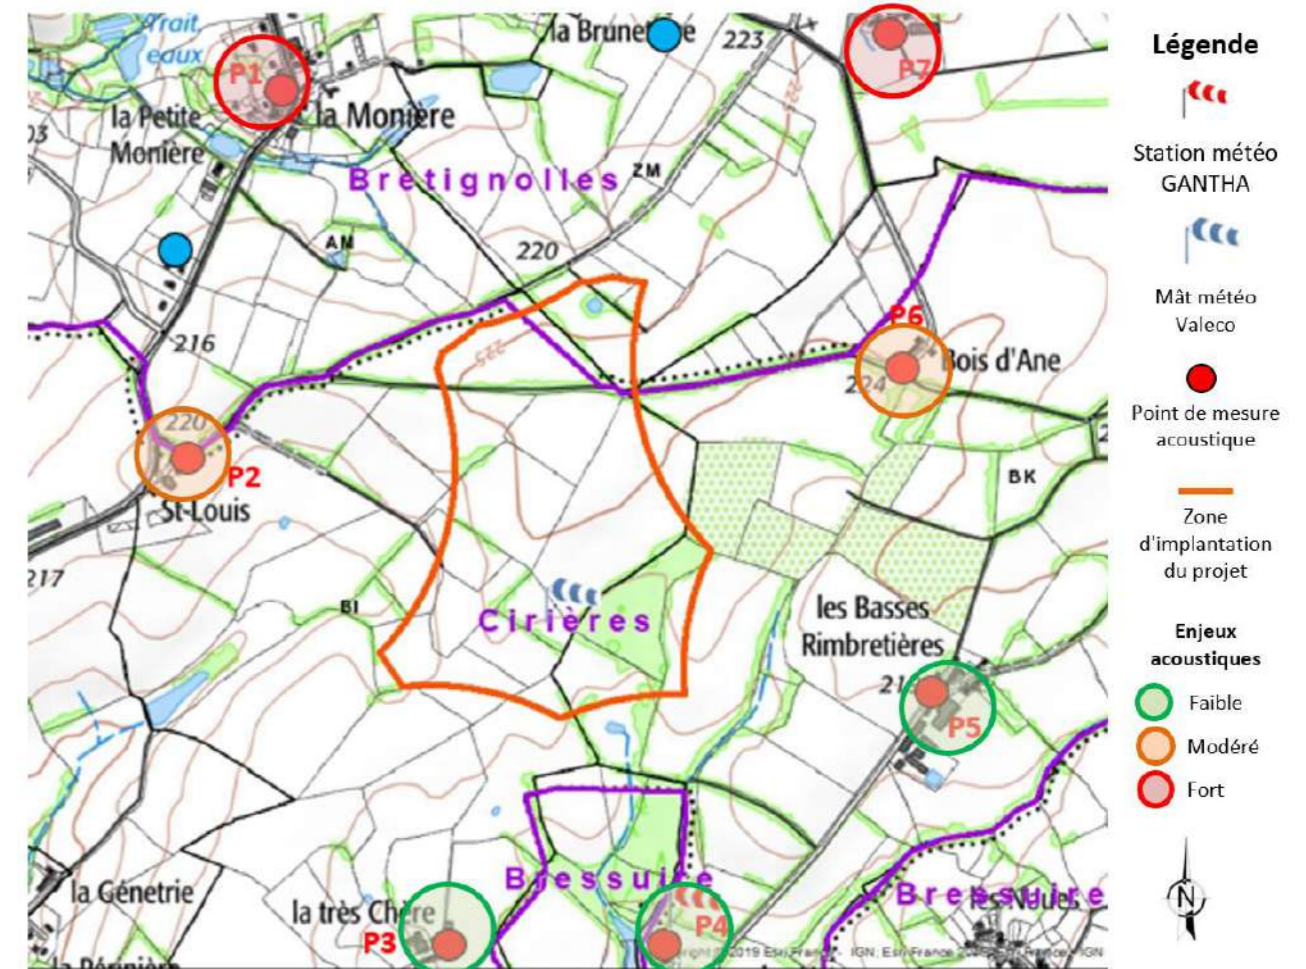 Trait.
eaux
P1
la Petite
Monière
la Monière
03
223
P7
225
Bretignolles
ZM
AM
220
216
225
P6
Bois d'Ane
224
220
P2
St-Louis
217
BK
BI
Cirières
les Basses
Rimbretières
P5
la Génetrie
la très Chère
P3
Bressuire
P4
Bressuire
Légende
Station météo
GANTHA
Mât météo
Valeco
Point de mesure
acoustique
Zone
d'implantation
du projet
Enjeux
acoustiques
Faible
Modéré
Fort
N